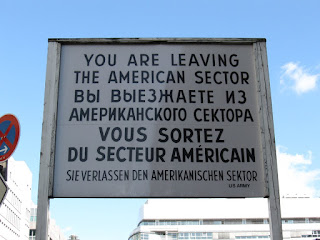 YOU ARE LEAVING
THE AMERICAN SECTOR
ВЫ ВЫЕЗЖАЕТЕ ИЗ
АМЕРИКАНСКОГО СЕКТОРА
VOUS SORTEZ
DU SECTEUR AMÉRICAIN
SIE VERLASSEN DEN AMERIKANISCHEN SEKTOR
US ARMY